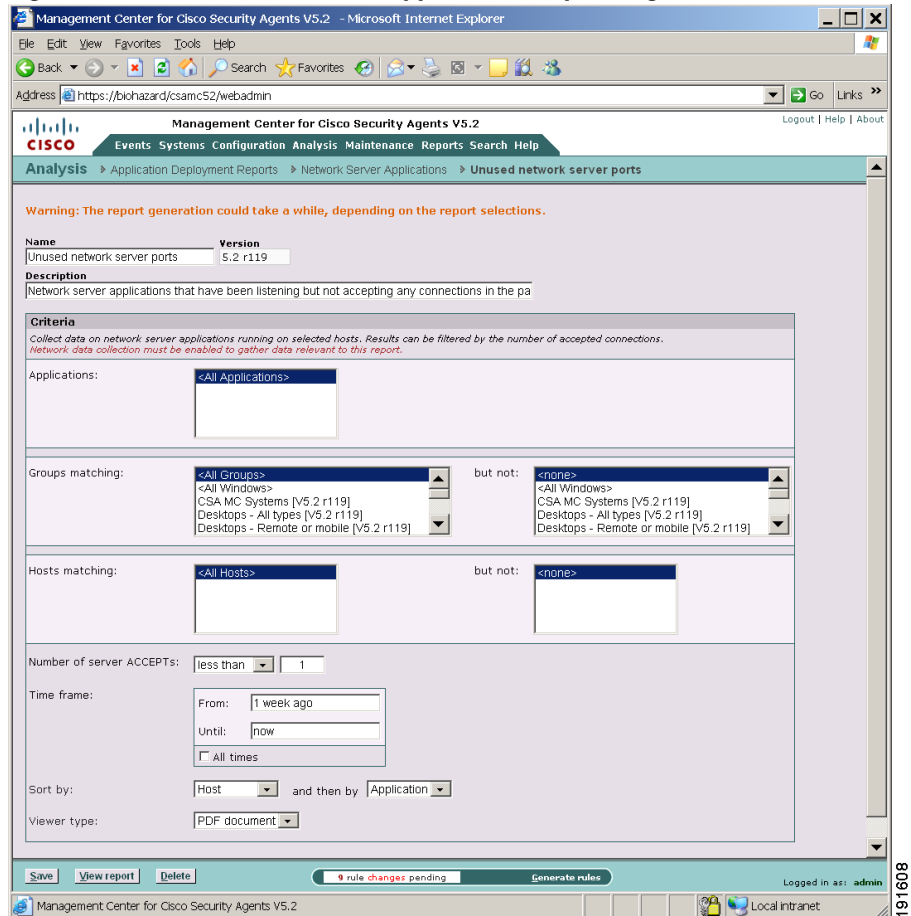 Management Center for Cisco Security Agents V5.2 - Microsoft Internet Explorer
File Edit View Favorites Tools Help
Back Search Favorites
Address https://biohazard/csamc52/webadmin Go Links »
Management Center for Cisco Security Agents V5.2 Logout | Help | About
CISCO Events Systems Configuration Analysis Maintenance Reports Search Help
Analysis Application Deployment Reports Network Server Applications Unused network server ports
Warning: The report generation could take a while, depending on the report selections.
Name Version
Unused network server ports 5.2 r119
Description
Network server applications that have been listening but not accepting any connections in the pa
Criteria
Collect data on network server applications running on selected hosts. Results can be filtered by the number of accepted connections.
Network data collection must be enabled to gather data relevant to this report.
Applications: <All Applications>
Groups matching: <All Groups> but not: <none>
<All Windows> <All Windows>
CSA MC Systems [V5.2 r119] CSA MC Systems [V5.2 r119]
Desktops - All types [V5.2 r119] Desktops - All types [V5.2 r119]
Desktops - Remote or mobile [V5.2 r119] Desktops - Remote or mobile [V5.2 r119]
Hosts matching: <All Hosts> but not: <none>
Number of server ACCEPTs: less than 1
Time frame:
From: 1 week ago
Until: now
All times
Sort by: Host and then by Application
Viewer type: PDF document
Save View report Delete 9 rule changes pending Generate rules
Logged in as: admin
Management Center for Cisco Security Agents V5.2 Local intranet
191608